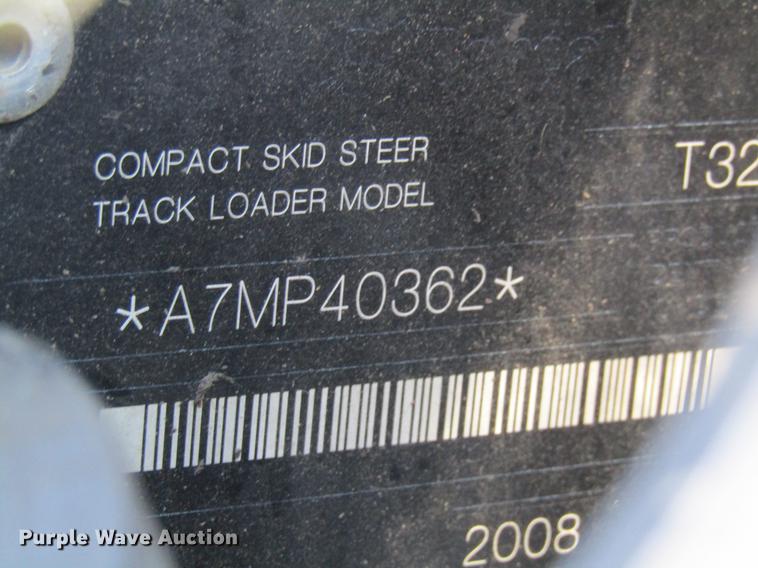 COMPACT SKID STEER
TRACK LOADER MODEL
T32
*A7MP40362*
2008
Purple Wave Auction